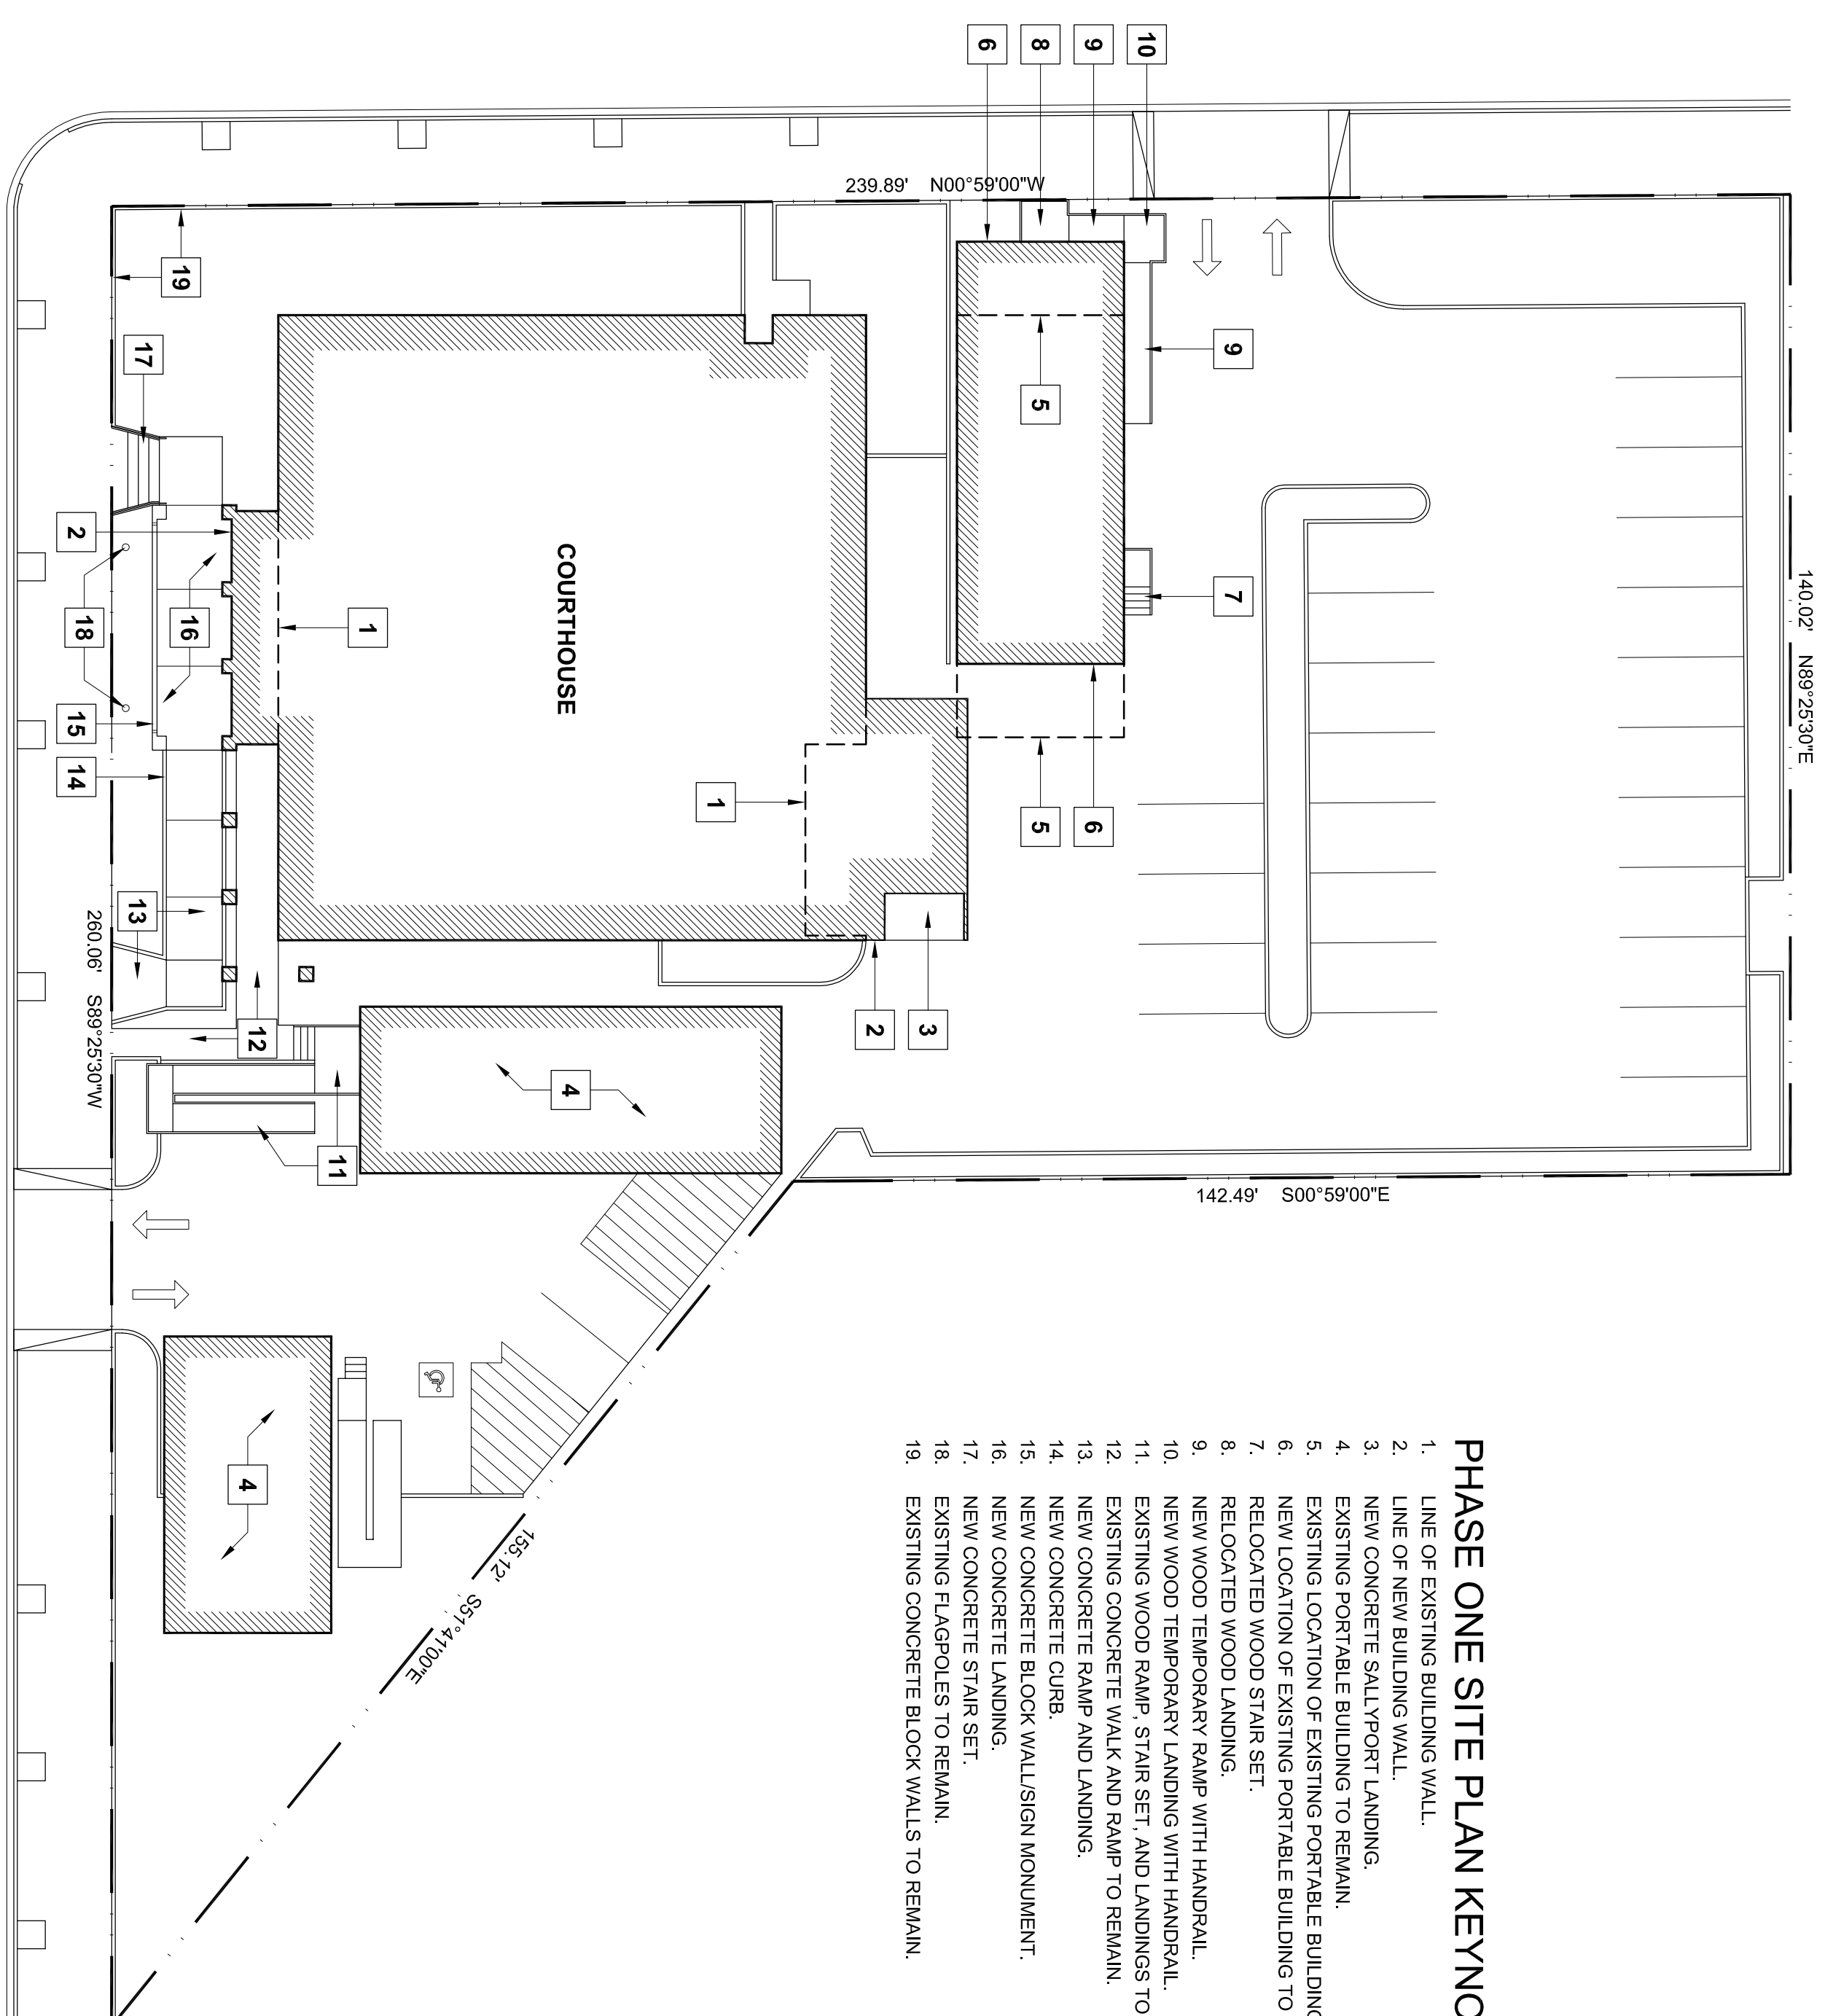 140.02' N89°25'30"E
PHASE ONE SITE PLAN KEYNO
1. LINE OF EXISTING BUILDING WALL.
2. LINE OF NEW BUILDING WALL.
3. NEW CONCRETE SALLYPORT LANDING.
4. EXISTING PORTABLE BUILDING TO REMAIN.
5. EXISTING LOCATION OF EXISTING PORTABLE BUILDING
6. NEW LOCATION OF EXISTING PORTABLE BUILDING TO
7. RELOCATED WOOD STAIR SET.
8. RELOCATED WOOD LANDING.
9. NEW WOOD TEMPORARY RAMP WITH HANDRAIL.
10. NEW WOOD TEMPORARY LANDING WITH HANDRAIL.
11. EXISTING WOOD RAMP, STAIR SET, AND LANDINGS TO
12. EXISTING CONCRETE WALK AND RAMP TO REMAIN.
13. NEW CONCRETE RAMP AND LANDING.
14. NEW CONCRETE CURB.
15. NEW CONCRETE BLOCK WALL/SIGN MONUMENT.
16. NEW CONCRETE LANDING.
17. NEW CONCRETE STAIR SET.
18. EXISTING FLAGPOLES TO REMAIN.
19. EXISTING CONCRETE BLOCK WALLS TO REMAIN.
142.49' S00°59'00"E
9
7
10
9
6
8
5
5
6
239.89' N00°59'00"W
3
2
1
COURTHOUSE
4
155.12' S51°41'00"E
1
11
12
4
19
16
17
13
260.06' S89°25'30"W
18
2
15
14